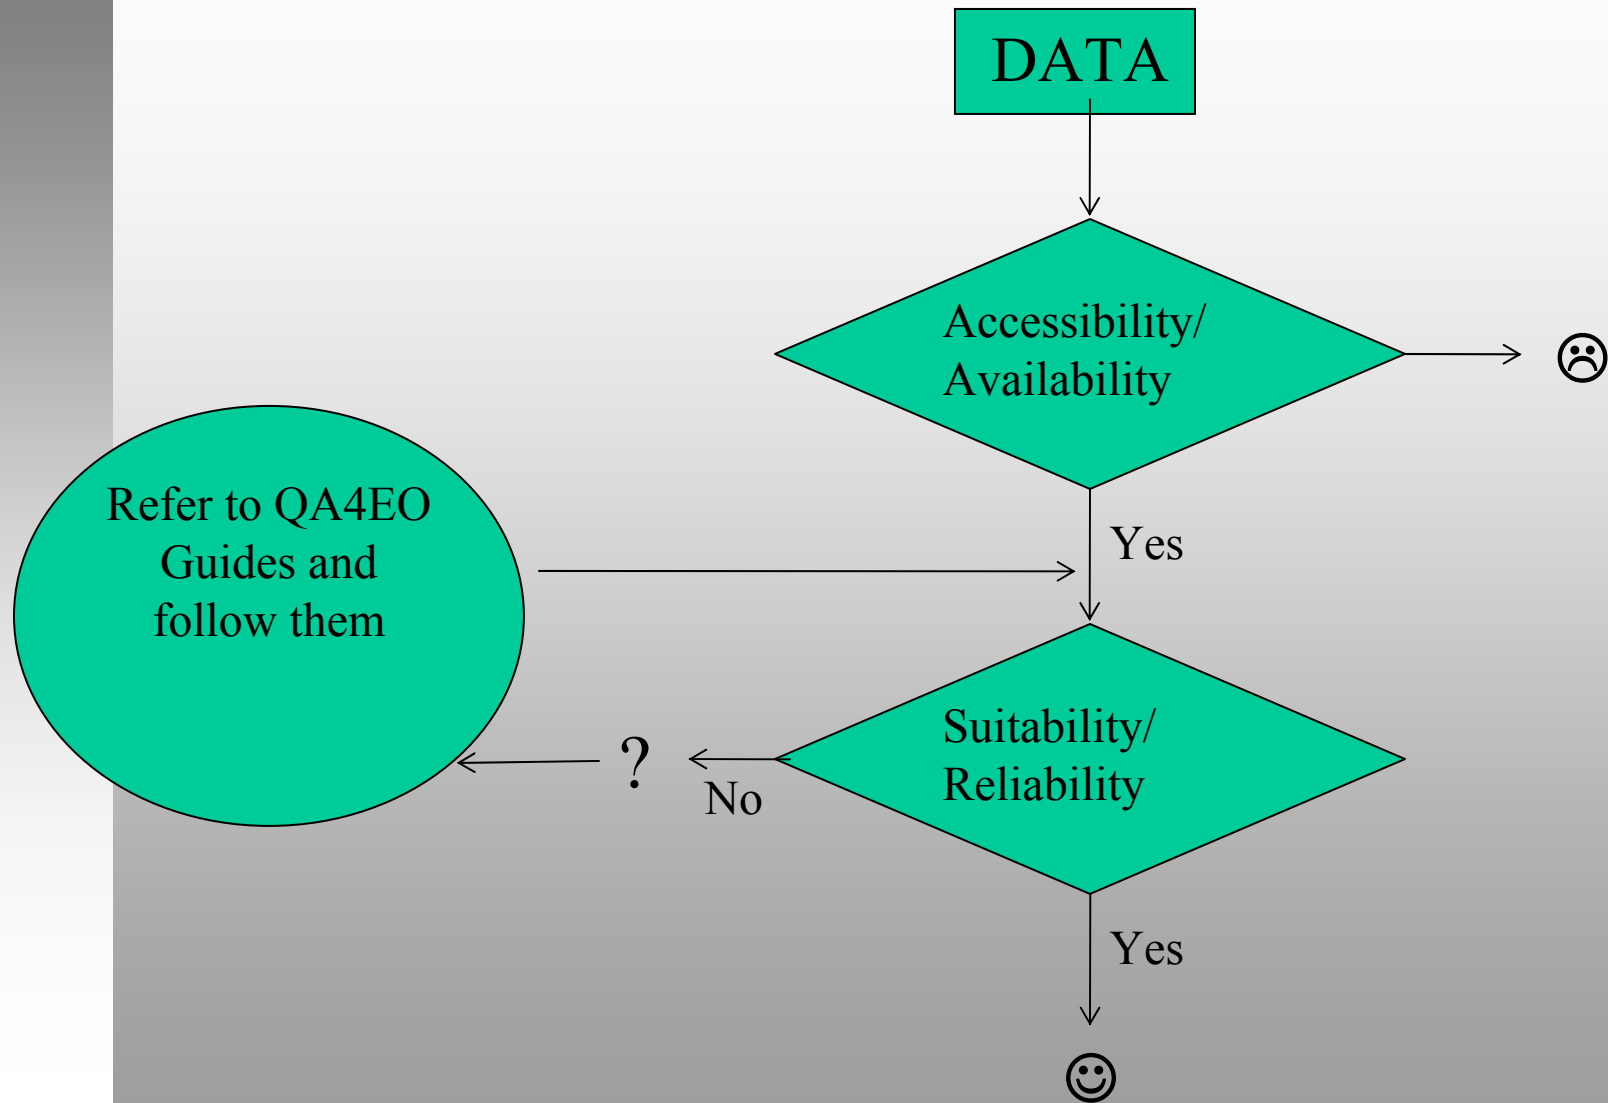 DATA
Accessibility/
Availability
Yes
Refer to QA4EO
Guides and
follow them
Suitability/
Reliability
?
No
Yes